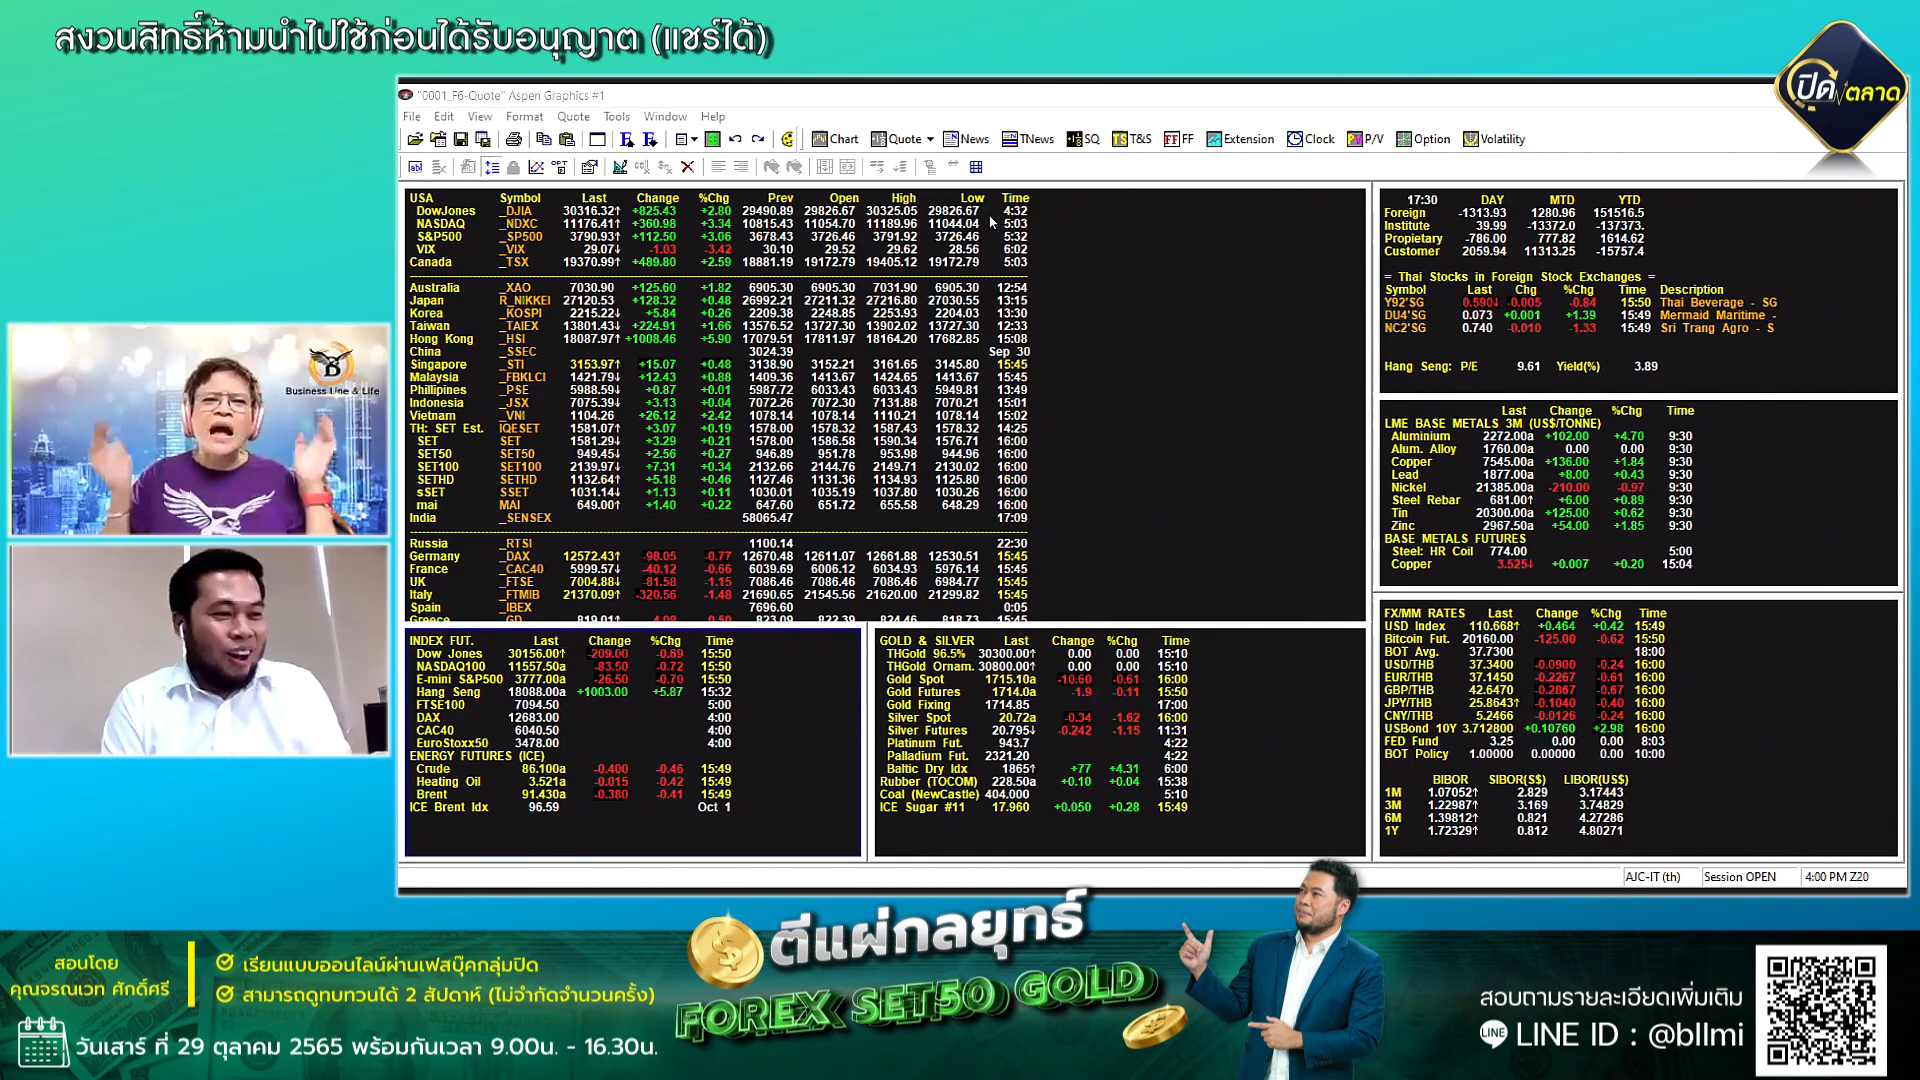 สงวนสิทธิ์ห้ามนำไปใช้ก่อนได้รับอนุญาต (แชร์ได้)
ปิดตลาด
"0001_F6-Quote" Aspen Graphics #1
File Edit View Format Quote Tools Window Help
Chart Quote News TNews SQ T&S FF Extension Clock P/V Option Volatility
USA Symbol Last Change %Chg Prev Open High Low Time
DowJones _DJIA 30316.32↑ +825.43 +2.80 29490.89 29826.67 30325.05 29826.67 4:32
NASDAQ _NDXC 11176.41↑ +360.98 +3.34 10815.43 11054.70 11189.96 11044.04 5:03
S&P500 _SP500 3790.93↑ +112.50 +3.06 3678.43 3726.46 3791.92 3726.46 5:32
VIX _VIX 29.07↓ -1.03 -3.42 30.10 29.52 29.62 28.56 6:02
Canada _TSX 19370.99↑ +489.80 +2.59 18881.19 19172.79 19405.12 19172.79 5:03
Australia _XAO 7030.90 +125.60 +1.82 6905.30 6905.30 7031.90 6905.30 12:54
Japan R_NIKKEI 27120.53 +128.32 +0.48 26992.21 27211.32 27216.80 27030.55 13:15
Korea _KOSPI 2215.22↓ +5.84 +0.26 2209.38 2248.85 2253.93 2204.03 13:30
Taiwan _TAIEX 13801.43↓ +224.91 +1.66 13576.52 13727.30 13902.02 13727.30 12:33
Hong Kong _HSI 18087.97↑ +1008.46 +5.90 17079.51 17811.97 18164.20 17682.85 15:08
China _SSEC 3024.39 Sep 30
Singapore _STI 3153.97↑ +15.07 +0.48 3138.90 3152.21 3161.65 3145.80 15:45
Malaysia _FBKLCI 1421.79↓ +12.43 +0.88 1409.36 1413.67 1424.65 1413.67 15:45
Phillipines _PSE 5988.59↓ +0.87 +0.01 5987.72 6033.43 6033.43 5949.81 13:49
Indonesia _JSX 7075.39↓ +3.13 +0.04 7072.26 7072.30 7131.88 7070.21 15:01
Vietnam _VNI 1104.26 +26.12 +2.42 1078.14 1078.14 1110.21 1078.14 15:02
TH: SET Est. IQESET 1581.07↑ +3.07 +0.19 1578.00 1578.32 1587.43 1578.32 14:25
SET SET 1581.29↓ +3.29 +0.21 1578.00 1586.58 1590.34 1576.71 16:00
SET50 SET50 949.45↓ +2.56 +0.27 946.89 951.78 953.98 944.96 16:00
SET100 SET100 2139.97↓ +7.31 +0.34 2132.66 2144.76 2149.71 2130.02 16:00
SETHD SETHD 1132.64↑ +5.18 +0.46 1127.46 1131.36 1134.93 1125.80 16:00
sSET SSET 1031.14↓ +1.13 +0.11 1030.01 1035.19 1037.80 1030.26 16:00
mai MAI 649.00↑ +1.40 +0.22 647.60 651.72 655.58 648.29 16:00
India _SENSEX 58065.47 17:09
Russia _RTSI 1100.14 22:30
Germany _DAX 12572.43↑ -98.05 -0.77 12670.48 12611.07 12661.88 12530.51 15:45
France _CAC40 5999.57↓ -40.12 -0.66 6039.69 6006.12 6034.93 5976.14 15:45
UK _FTSE 7004.88↓ -81.58 -1.15 7086.46 7086.46 7086.46 6984.77 15:45
Italy _FTMIB 21370.09↑ -320.56 -1.48 21690.65 21545.56 21620.00 21299.82 15:45
Spain _IBEX 7696.60 0:05
17:30 DAY MTD YTD
Foreign -1313.93 1280.96 151516.5
Institute 39.99 -13372.0 -137373.
Propietary -786.00 777.82 1614.62
Customer 2059.94 11313.25 -15757.4
= Thai Stocks in Foreign Stock Exchanges =
Symbol Last Chg %Chg Time Description
Y92'SG 0.590↓ -0.005 -0.84 15:50 Thai Beverage - SG
DU4'SG 0.073 +0.001 +1.39 15:49 Mermaid Maritime -
NC2'SG 0.740 -0.010 -1.33 15:49 Sri Trang Agro - S
Hang Seng: P/E 9.61 Yield(%) 3.89
Last Change %Chg Time
LME BASE METALS 3M (US$/TONNE)
Aluminium 2272.00a +102.00 +4.70 9:30
Alum. Alloy 1760.00a 0.00 0.00 9:30
Copper 7545.00a +136.00 +1.84 9:30
Lead 1877.00a +8.00 +0.43 9:30
Nickel 21385.00a -210.00 -0.97 9:30
Steel Rebar 681.00↑ +6.00 +0.89 9:30
Tin 20300.00a +125.00 +0.62 9:30
Zinc 2967.50a +54.00 +1.85 9:30
BASE METALS FUTURES
Steel: HR Coil 774.00 5:00
Copper 3.525↓ +0.007 +0.20 15:04
Business Line & Life
INDEX FUT. Last Change %Chg Time
Dow Jones 30156.00↑ -209.00 -0.69 15:50
NASDAQ100 11557.50a -83.50 -0.72 15:50
E-mini S&P500 3777.00a -26.50 -0.70 15:50
Hang Seng 18088.00a +1003.00 +5.87 15:32
FTSE100 7094.50 5:00
DAX 12683.00 4:00
CAC40 6040.50 4:00
EuroStoxx50 3478.00 4:00
ENERGY FUTURES (ICE)
Crude 86.100a -0.400 -0.46 15:49
Heating Oil 3.521a -0.015 -0.42 15:49
Brent 91.430a -0.380 -0.41 15:49
ICE Brent Idx 96.59 Oct 1
GOLD & SILVER Last Change %Chg Time
THGold 96.5% 30300.00↑ 0.00 0.00 15:10
THGold Ornam. 30800.00↑ 0.00 0.00 15:10
Gold Spot 1715.10a -10.60 -0.61 16:00
Gold Futures 1714.0a -1.9 -0.11 15:50
Gold Fixing 1714.85 17:00
Silver Spot 20.72a -0.34 -1.62 16:00
Silver Futures 20.795↓ -0.242 -1.15 11:31
Platinum Fut. 943.7 4:22
Palladium Fut. 2321.20 4:22
Baltic Dry Idx 1865↑ +77 +4.31 6:00
Rubber (TOCOM) 228.50a +0.10 +0.04 15:38
Coal (NewCastle) 404.000 5:10
ICE Sugar #11 17.960 +0.050 +0.28 15:49
FX/MM RATES Last Change %Chg Time
USD Index 110.668↑ +0.464 +0.42 15:49
Bitcoin Fut. 20160.00 -125.00 -0.62 15:50
BOT Avg. 37.7300 18:00
USD/THB 37.3400 -0.0900 -0.24 16:00
EUR/THB 37.1450 -0.2267 -0.61 16:00
GBP/THB 42.6470 -0.2867 -0.67 16:00
JPY/THB 25.8643↑ -0.1040 -0.40 16:00
CNY/THB 5.2466 -0.0126 -0.24 16:00
USBond 10Y 3.712800 +0.10760 +2.98 16:00
FED Fund 3.25 0.00 0.00 8:03
BOT Policy 1.00000 0.00000 0.00 10:00
BIBOR SIBOR(S$) LIBOR(US$)
1M 1.07052↑ 2.829 3.17443
3M 1.22987↑ 3.169 3.74829
6M 1.39812↑ 0.821 4.27286
1Y 1.72329↑ 0.812 4.80271
AJC-IT (th) Session OPEN 4:00 PM Z20
สอนโดย
คุณจรณเวท ศักดิ์ศรี
เรียนแบบออนไลน์ผ่านเฟสบุ๊คกลุ่มปิด
สามารถดูทบทวนได้ 2 สัปดาห์ (ไม่จำกัดจำนวนครั้ง)
วันเสาร์ ที่ 29 ตุลาคม 2565 พร้อมกันเวลา 9.00น. - 16.30น.
ตีแผ่กลยุทธ์
FOREX SET50 GOLD
สอบถามรายละเอียดเพิ่มเติม
LINE LINE ID : @bllmi